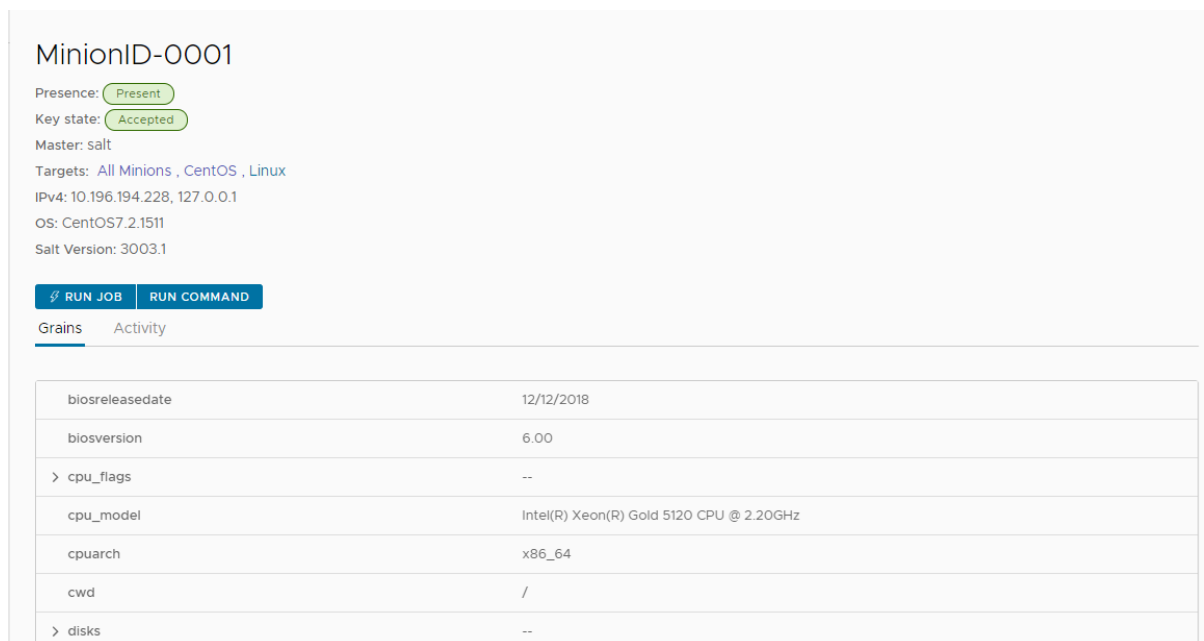 MinionID-0001
Presence: Present
Key state: Accepted
Master: salt
Targets: All Minions , CentOS , Linux
IPv4: 10.196.194.228, 127.0.0.1
OS: CentOS7.2.1511
Salt Version: 3003.1
RUN JOB RUN COMMAND
Grains Activity
biosreleasedate 12/12/2018
biosversion 6.00
cpu_flags --
cpu_model Intel(R) Xeon(R) Gold 5120 CPU @ 2.20GHz
cpuarch x86_64
cwd /
disks --